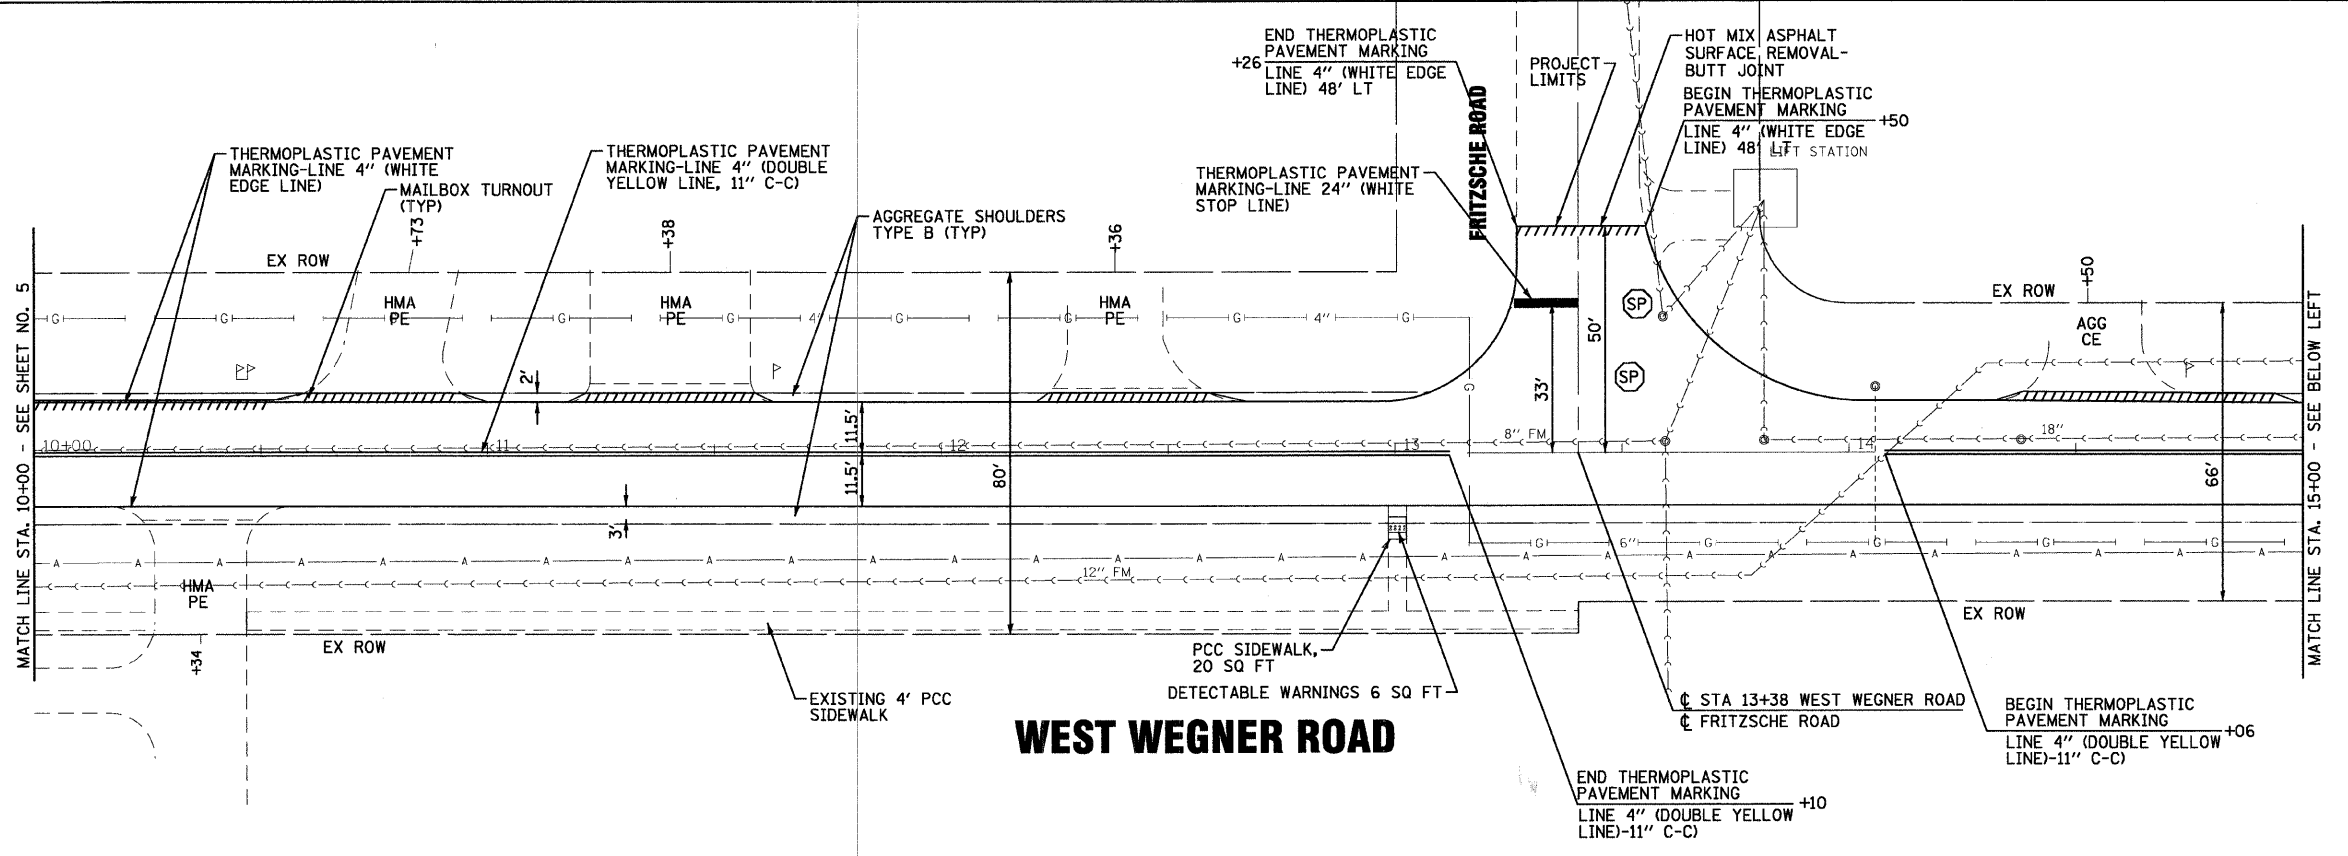 END THERMOPLASTIC
PAVEMENT MARKING
+26
LINE 4" (WHITE EDGE
LINE) 48' LT
PROJECT
LIMITS
HOT MIX ASPHALT
SURFACE REMOVAL-
BUTT JOINT
BEGIN THERMOPLASTIC
PAVEMENT MARKING
+50
LINE 4" (WHITE EDGE
LINE) 48' LT
LIFT STATION
THERMOPLASTIC PAVEMENT
MARKING-LINE 4" (WHITE
EDGE LINE)
MAILBOX TURNOUT
(TYP)
THERMOPLASTIC PAVEMENT
MARKING-LINE 4" (DOUBLE
YELLOW LINE, 11" C-C)
AGGREGATE SHOULDERS
TYPE B (TYP)
THERMOPLASTIC PAVEMENT
MARKING-LINE 24" (WHITE
STOP LINE)
FRITZSCHE ROAD
+73
+38
+36
+50
EX ROW
EX ROW
HMA
PE
HMA
PE
HMA
PE
AGG
CE
SP
SP
G G G G G 4" G G G 4" G
G
PP
P
P
2'
11.5'
11.5'
3'
80'
33'
50'
66'
10+00
11
12
13
14
8" FM
18"
G 6" G G G G
A A A A A A A A A A A A A A A A A A A A A A A A A A A A
12" FM
HMA
PE
+34
EX ROW
EX ROW
MATCH LINE STA. 10+00 - SEE SHEET NO. 5
MATCH LINE STA. 15+00 - SEE BELOW LEFT
EXISTING 4' PCC
SIDEWALK
PCC SIDEWALK,
20 SQ FT
DETECTABLE WARNINGS 6 SQ FT
WEST WEGNER ROAD
℄ STA 13+38 WEST WEGNER ROAD
℄ FRITZSCHE ROAD
BEGIN THERMOPLASTIC
PAVEMENT MARKING
+06
LINE 4" (DOUBLE YELLOW
LINE)-11" C-C)
END THERMOPLASTIC
PAVEMENT MARKING
+10
LINE 4" (DOUBLE YELLOW
LINE)-11" C-C)